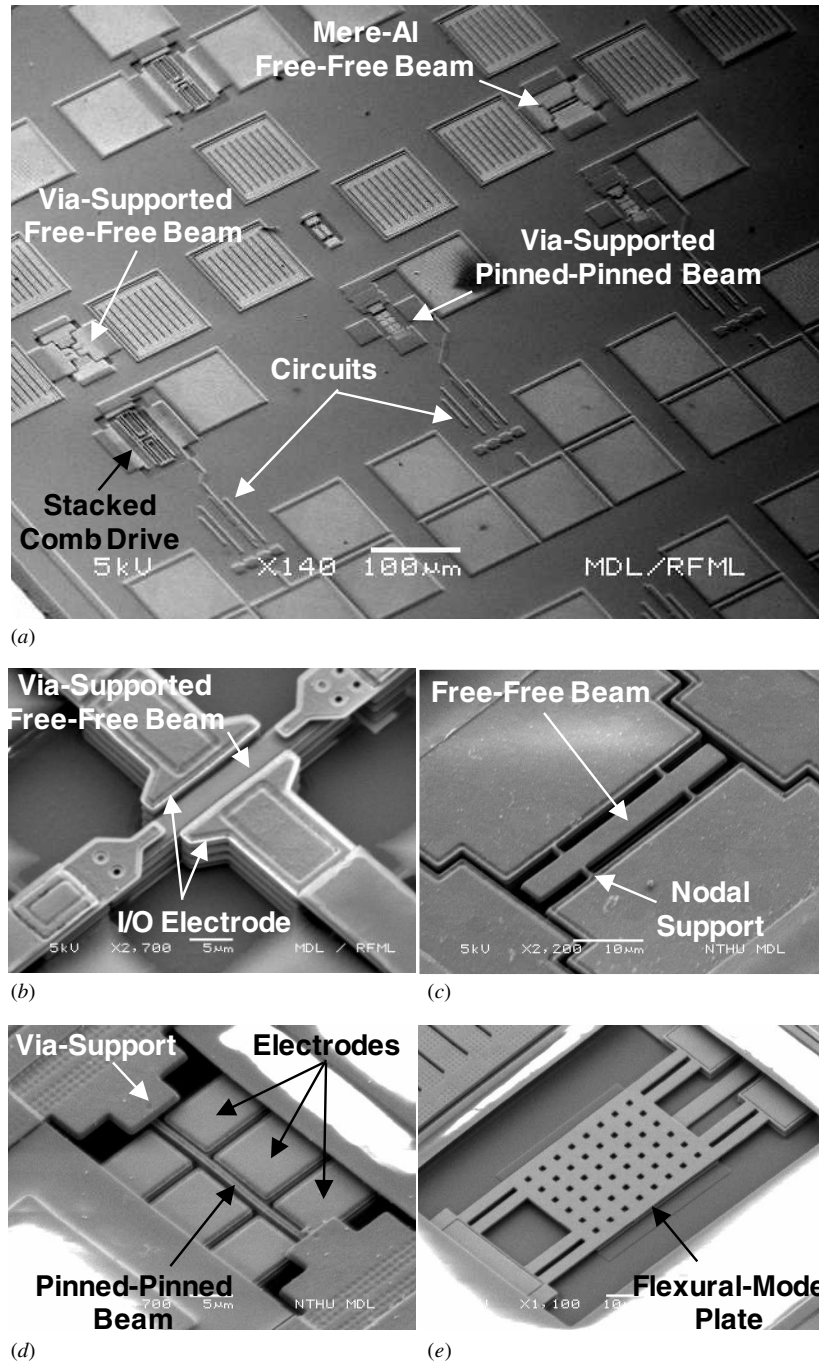 Mere-Al
Free-Free Beam
Via-Supported
Free-Free Beam
Via-Supported
Pinned-Pinned Beam
Circuits
Stacked
Comb Drive
5kV X140 100μm MDL/RFML
(a)
Via-Supported
Free-Free Beam
I/O Electrode
5kV X2,700 5μm MDL / RFML
(b)
Free-Free Beam
Nodal
Support
5kV X2,200 10μm NTHU MDL
(c)
Via-Support
Electrodes
Pinned-Pinned
Beam
700 5μm NTHU MDL
(d)
Flexural-Mode
Plate
X1,100
(e)